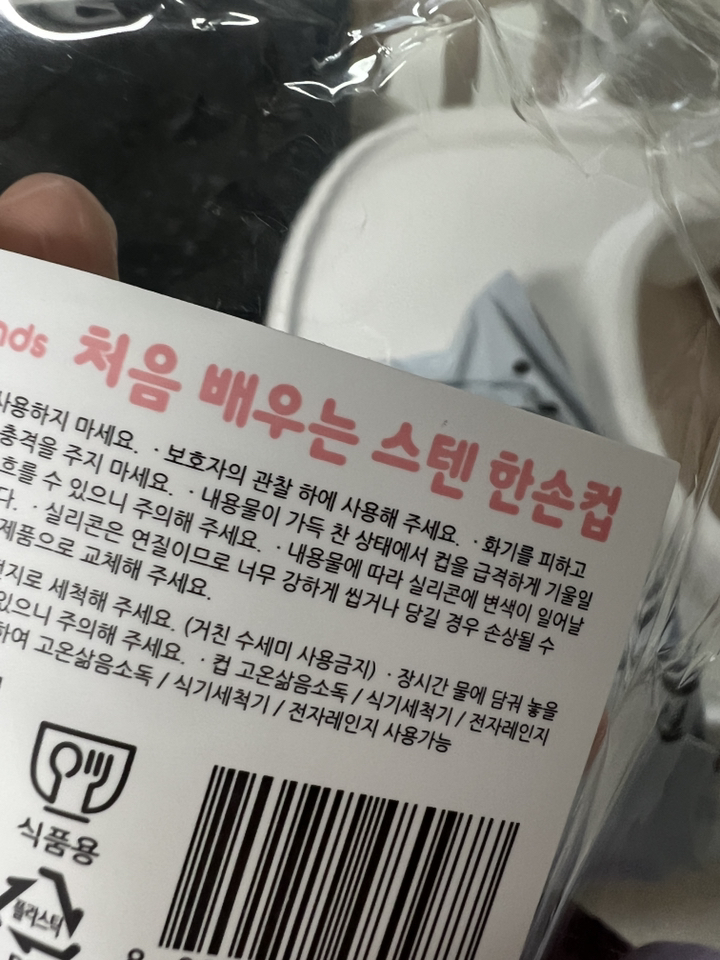 nds 처음 배우는 스텐 한손컵
사용하지 마세요. · 보호자의 관찰 하에 사용해 주세요. · 화기를 피하고
충격을 주지 마세요. · 내용물이 가득 찬 상태에서 컵을 급격하게 기울일
흐를 수 있으니 주의해 주세요. · 내용물에 따라 실리콘에 변색이 일어날
다. · 실리콘은 연질이므로 너무 강하게 씹거나 당길 경우 손상될 수
제품으로 교체해 주세요.
세척해 주세요. (거친 수세미 사용금지) · 장시간 물에 담궈 놓을
있으니 주의해 주세요. · 컵 고온삶음소독 / 식기세척기 / 전자레인지
하여 고온삶음소독 / 식기세척기 / 전자레인지 사용가능
식품용
플라스틱